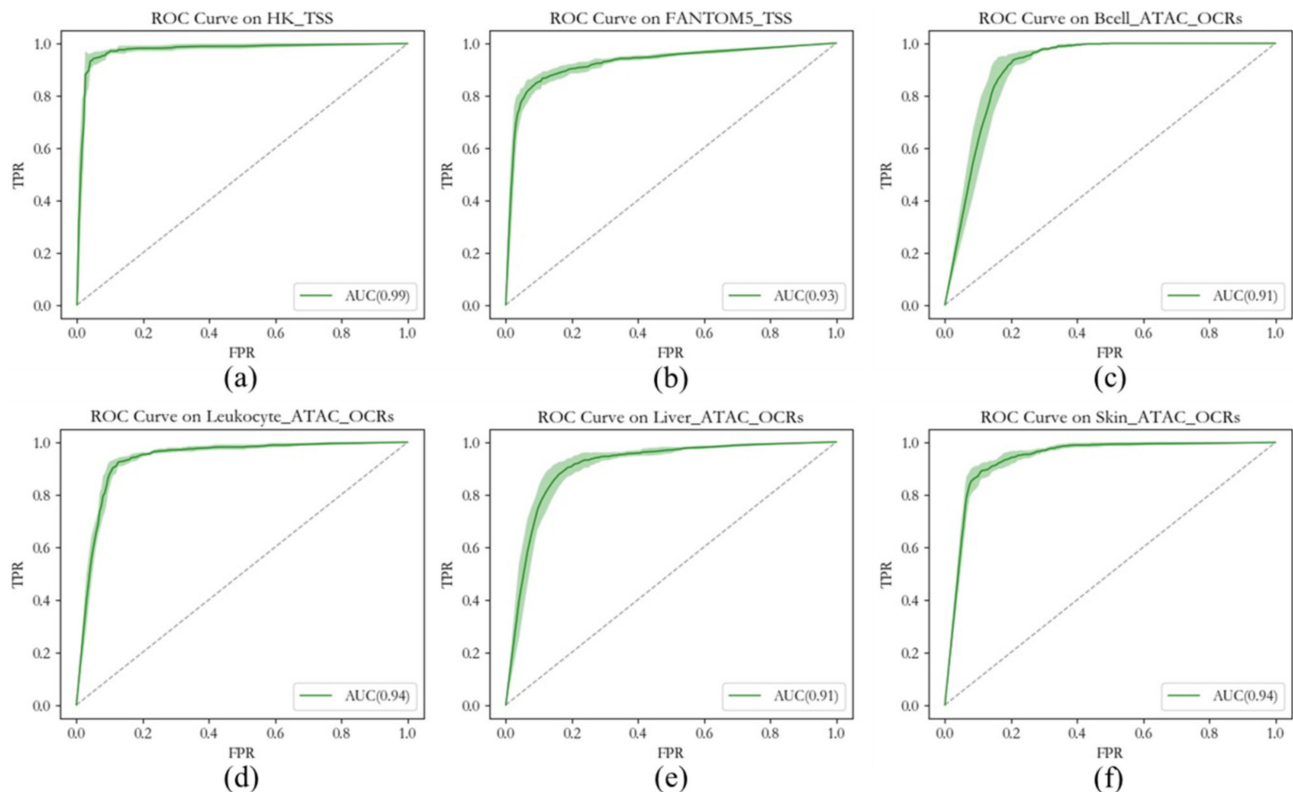 ROC Curve on HK_TSS
1.0
0.8
0.6
0.4
0.2
0.0
TPR
0.0 0.2 0.4 0.6 0.8 1.0
FPR
AUC(0.99)
(a)
ROC Curve on FANTOM5_TSS
1.0
0.8
0.6
0.4
0.2
0.0
TPR
0.0 0.2 0.4 0.6 0.8 1.0
FPR
AUC(0.93)
(b)
ROC Curve on Bcell_ATAC_OCRs
1.0
0.8
0.6
0.4
0.2
0.0
TPR
0.0 0.2 0.4 0.6 0.8 1.0
FPR
AUC(0.91)
(c)
ROC Curve on Leukocyte_ATAC_OCRs
1.0
0.8
0.6
0.4
0.2
0.0
TPR
0.0 0.2 0.4 0.6 0.8 1.0
FPR
AUC(0.94)
(d)
ROC Curve on Liver_ATAC_OCRs
1.0
0.8
0.6
0.4
0.2
0.0
TPR
0.0 0.2 0.4 0.6 0.8 1.0
FPR
AUC(0.91)
(e)
ROC Curve on Skin_ATAC_OCRs
1.0
0.8
0.6
0.4
0.2
0.0
TPR
0.0 0.2 0.4 0.6 0.8 1.0
FPR
AUC(0.94)
(f)